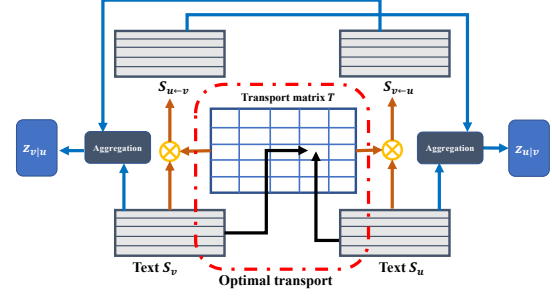 S_{u←v}
S_{v←u}
Transport matrix T
z_{v|u}
Aggregation
Aggregation
z_{u|v}
Text S_v
Text S_u
Optimal transport